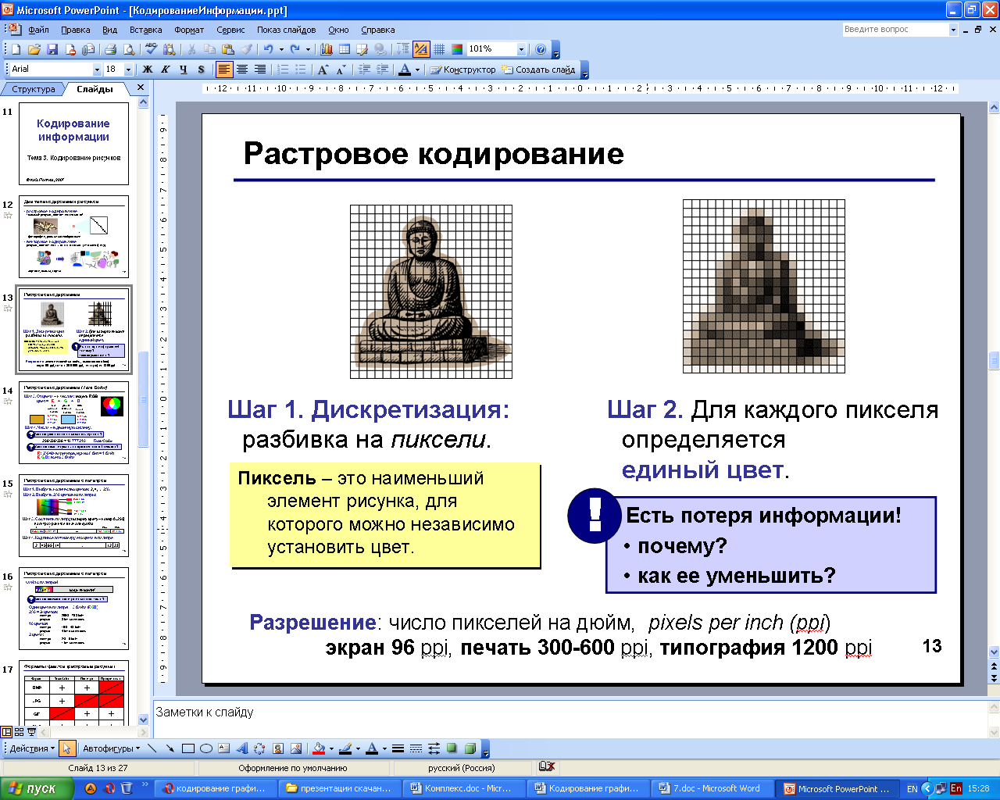 Microsoft PowerPoint - [КодированиеИнформации.ppt]
Файл Правка Вид Вставка Формат Сервис Показ слайдов Окно Справка
Введите вопрос
101%
Arial 18 Ж К Ч S Конструктор Создать слайд
Структура Слайды
11
Кодирование
информации
Тема 3. Кодирование рисунков
12
13
14
15
16
17
Растровое кодирование
Шаг 1. Дискретизация:
разбивка на пиксели.
Пиксель – это наименьший
элемент рисунка, для
которого можно независимо
установить цвет.
Шаг 2. Для каждого пикселя
определяется
единый цвет.
! Есть потеря информации!
• почему?
• как ее уменьшить?
Разрешение: число пикселей на дюйм, pixels per inch (ppi)
экран 96 ppi, печать 300-600 ppi, типография 1200 ppi
13
Заметки к слайду
Действия Автофигуры
Слайд 13 из 27 Оформление по умолчанию русский (Россия)
пуск кодирование графи... презентации скачан... Комплекс.doc - Micr... Кодирование графи... 7.doc - Microsoft Word Microsoft PowerPoint ... EN En 15:28